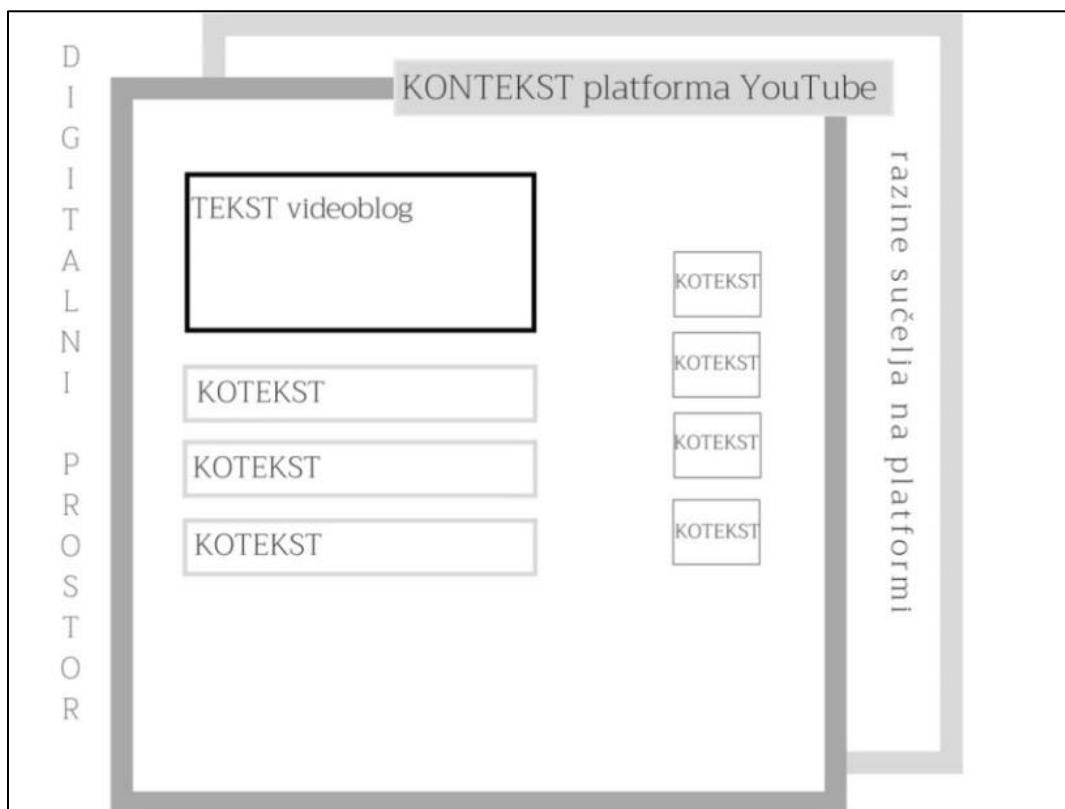 DIGITALNI PROSTOR
KONTEKST platforma YouTube
TEKST videoblog
KOTEKST
KOTEKST
KOTEKST
KOTEKST
KOTEKST
KOTEKST
KOTEKST
razine sučelja na platformi